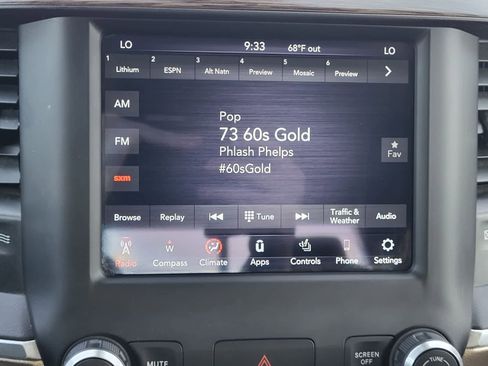 LO 9:33 68°F out LO
1 Lithium 2 ESPN 3 Alt Natn 4 Preview 5 Mosaic 6 Preview
AM
FM
sxm
Pop
73 60s Gold
Phlash Phelps
#60sGold
Fav
Browse Replay Tune Traffic & Weather Audio
W
Radio Compass Climate Apps Controls Phone Settings
MUTE
SCREEN OFF
TUNE